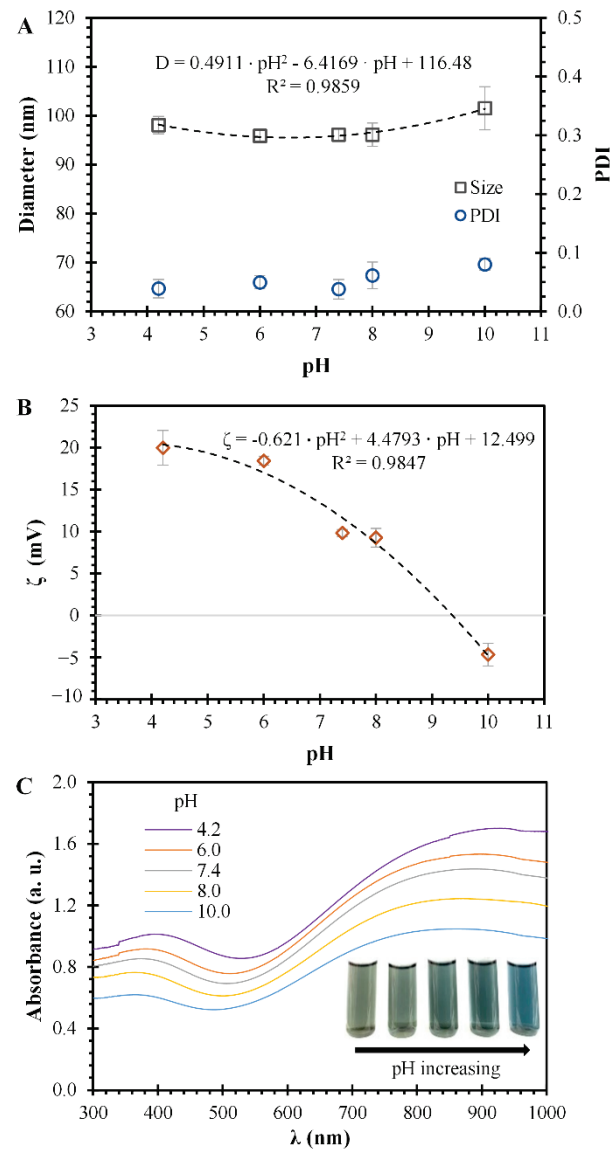 A
120
110
100
90
80
70
60
Diameter (nm)
D = 0.4911 · pH² - 6.4169 · pH + 116.48
R² = 0.9859
Size
PDI
0.5
0.4
0.3
0.2
0.1
0.0
PDI
3 4 5 6 7 8 9 10 11
pH
B
25
20
15
10
5
0
−5
−10
ζ (mV)
ζ = -0.621 · pH² + 4.4793 · pH + 12.499
R² = 0.9847
3 4 5 6 7 8 9 10 11
pH
C
2.0
1.6
1.2
0.8
0.4
0.0
Absorbance (a. u.)
pH
4.2
6.0
7.4
8.0
10.0
pH increasing
300 400 500 600 700 800 900 1000
λ (nm)